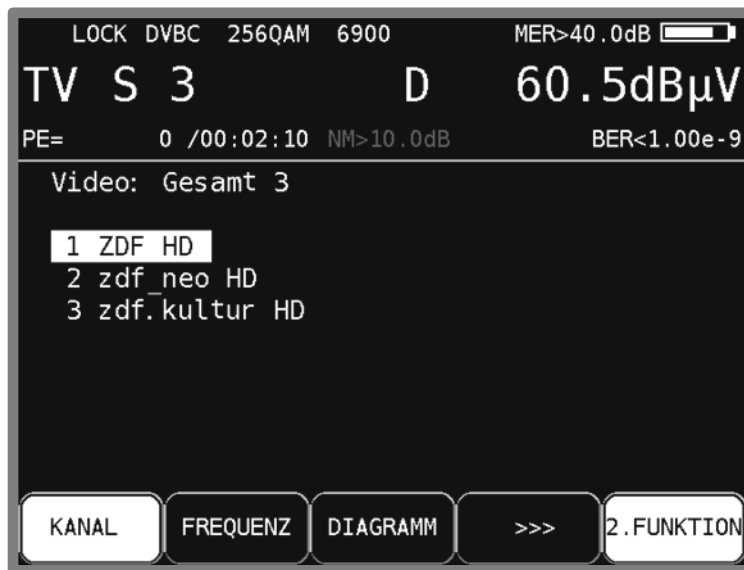 LOCK DVBC 256QAM 6900 MER>40.0dB
TV S 3 D 60.5dBµV
PE= 0 /00:02:10 NM>10.0dB BER<1.00e-9
Video: Gesamt 3
1 ZDF HD
2 zdf_neo HD
3 zdf.kultur HD
KANAL FREQUENZ DIAGRAMM >>> 2.FUNKTION